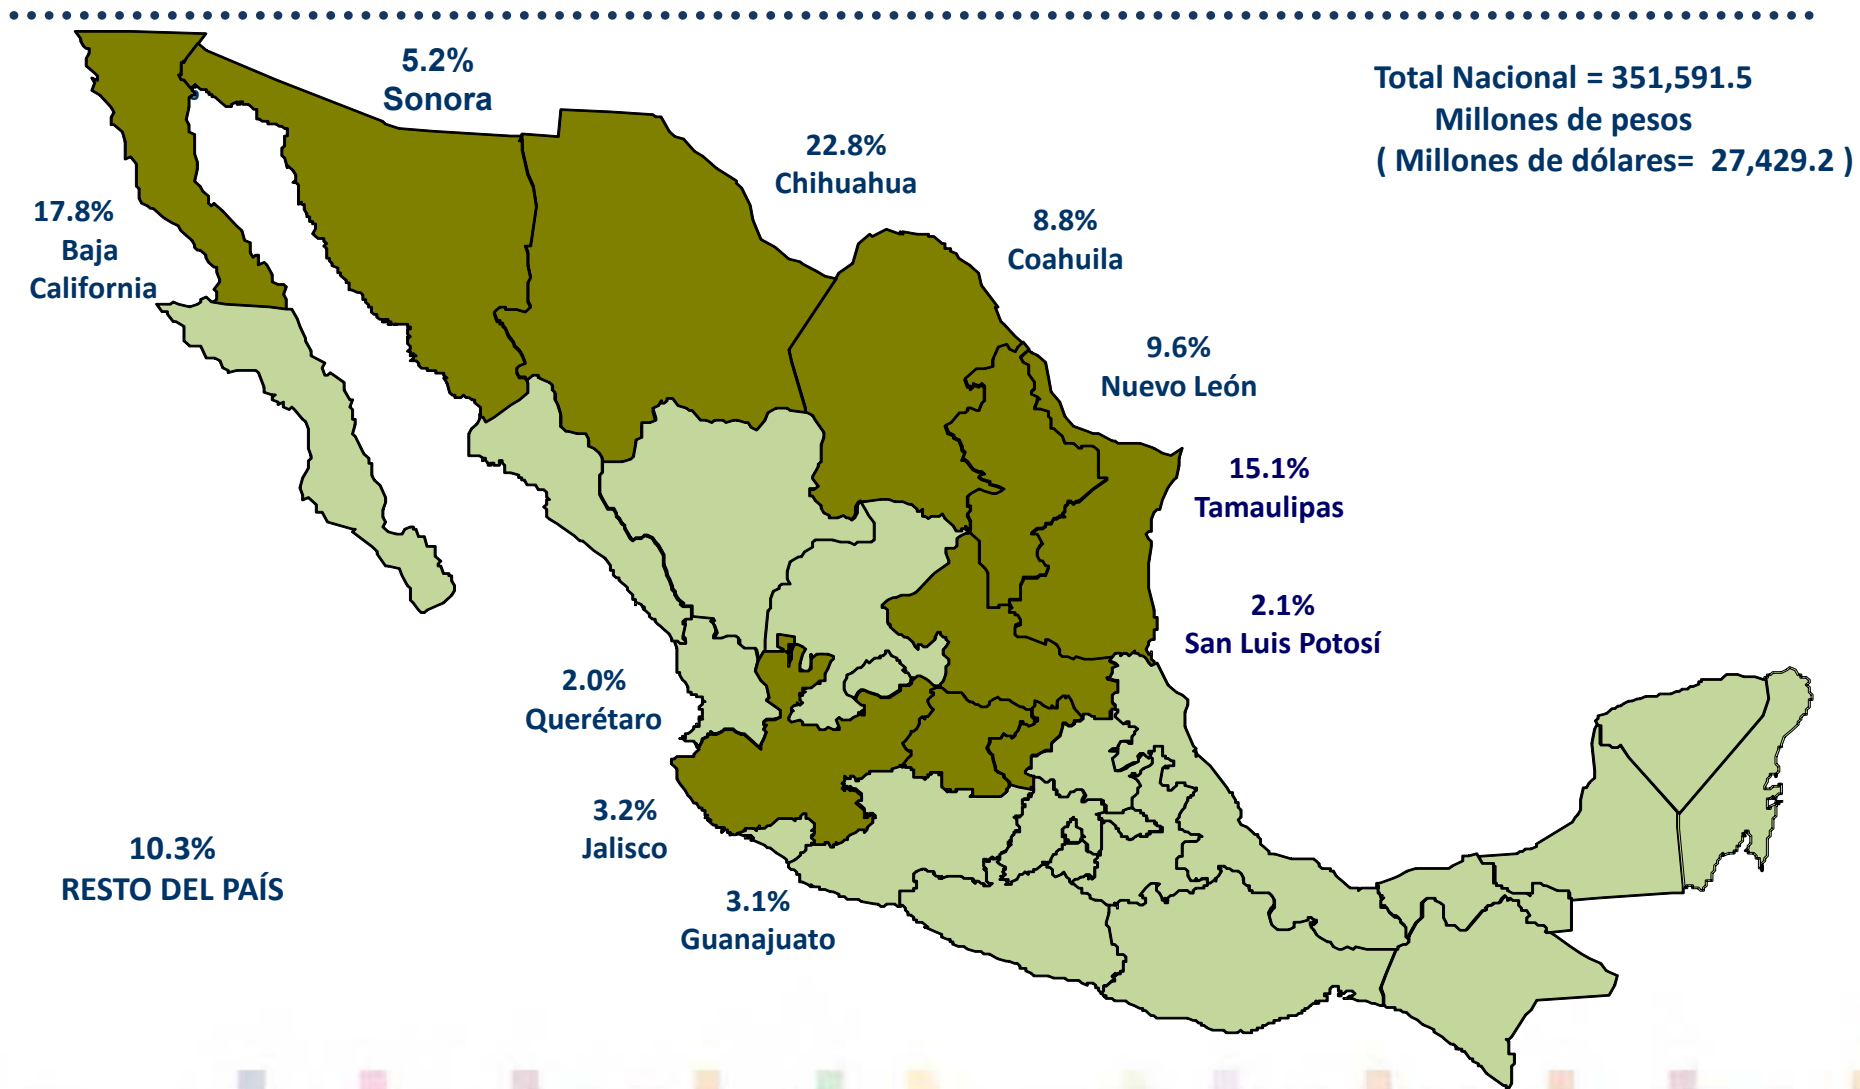 5.2%
Sonora
Total Nacional = 351,591.5
Millones de pesos
( Millones de dólares= 27,429.2 )
22.8%
Chihuahua
17.8%
Baja
California
8.8%
Coahuila
9.6%
Nuevo León
15.1%
Tamaulipas
2.1%
San Luis Potosí
2.0%
Querétaro
3.2%
Jalisco
10.3%
RESTO DEL PAÍS
3.1%
Guanajuato